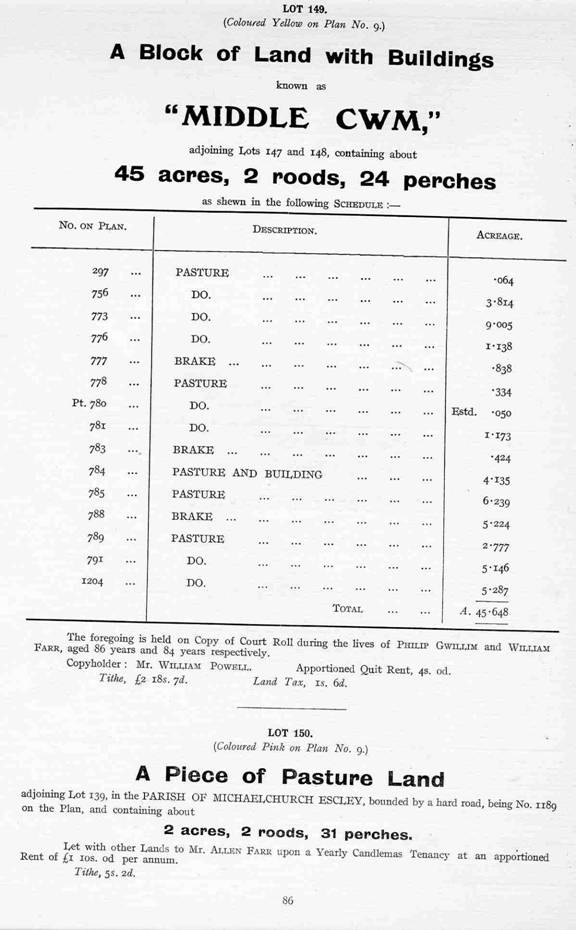 LOT 149.
(Coloured Yellow on Plan No. 9.)
A Block of Land with Buildings
known as
“MIDDLE CWM,”
adjoining Lots 147 and 148, containing about
45 acres, 2 roods, 24 perches
as shewn in the following SCHEDULE :—
No. ON PLAN. DESCRIPTION. ACREAGE.
297 ... PASTURE ... ... ... ... ... ... ·064
756 ... DO. ... ... ... ... ... ... 3·814
773 ... DO. ... ... ... ... ... ... 9·005
776 ... DO. ... ... ... ... ... ... 1·138
777 ... BRAKE ... ... ... ... ... ... ·838
778 ... PASTURE ... ... ... ... ... ... ·334
Pt. 780 ... DO. ... ... ... ... ... ... Estd. ·050
781 ... DO. ... ... ... ... ... ... 1·173
783 ... BRAKE ... ... ... ... ... ... ·424
784 ... PASTURE AND BUILDING ... ... ... 4·135
785 ... PASTURE ... ... ... ... ... ... 6·239
788 ... BRAKE ... ... ... ... ... ... 5·224
789 ... PASTURE ... ... ... ... ... ... 2·777
791 ... DO. ... ... ... ... ... ... 5·146
1204 ... DO. ... ... ... ... ... ... 5·287
TOTAL ... ... A. 45·648
The foregoing is held on Copy of Court Roll during the lives of PHILIP GWILLIM and WILLIAM
FARR, aged 86 years and 84 years respectively.
Copyholder : Mr. WILLIAM POWELL. Apportioned Quit Rent, 4s. od.
Tithe, £2 18s. 7d. Land Tax, 1s. 6d.
LOT 150.
(Coloured Pink on Plan No. 9.)
A Piece of Pasture Land
adjoining Lot 139, in the PARISH OF MICHAELCHURCH ESCLEY, bounded by a hard road, being No. 1189
on the Plan, and containing about
2 acres, 2 roods, 31 perches.
Let with other Lands to Mr. ALLEN FARR upon a Yearly Candlemas Tenancy at an apportioned
Rent of £1 10s. od per annum.
Tithe, 5s. 2d.
86